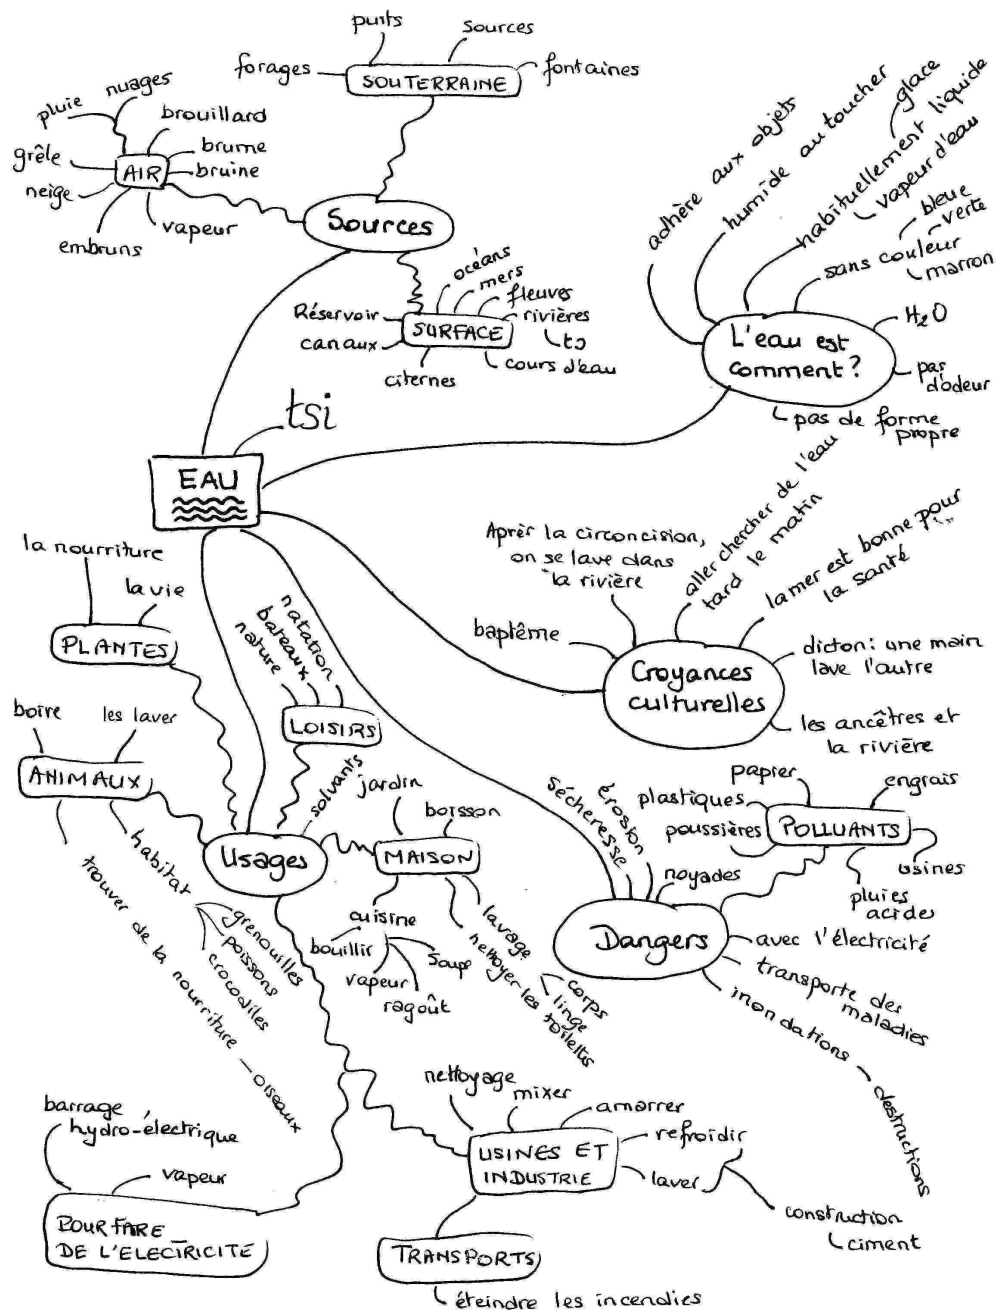 puits
sources
forages
SOUTERRAINE
fontaines
pluie
nuages
brouillard
brume
bruine
grêle
AIR
neige
vapeur
embruns
Sources
océans
mers
fleuves
Réservoir
SURFACE
rivières
canaux
citernes
cours d'eau
tsi
EAU
adhère aux objets
humide au toucher
glace
habituellement liquide
vapeur d'eau
bleue
verte
sans couleur
marron
H₂O
L'eau est
comment?
pas
d'odeur
pas de forme
propre
Après la circoncision,
on se lave dans
la rivière
aller chercher de l'eau
tard le matin
la mer est bonne pour
la santé
baptême
Croyances
culturelles
dicton: une main
lave l'autre
les ancêtres et
la rivière
la nourriture
la vie
PLANTES
natation
bateaux
nature
LOISIRS
boire
les laver
ANIMAUX
habitat
grenouilles
poissons
crocodiles
trouver de la nourriture
oiseaux
Usages
solvants
jardin
boisson
MAISON
cuisine
bouillir
vapeur
ragoût
soupe
lavage
corps
linge
nettoyer les toilettes
sécheresse
érosion
noyades
Dangers
papier
plastiques
poussières
POLLUANTS
engrais
usines
pluies
acides
avec l'électricité
transporte des
maladies
inondations
destructions
barrage
hydro-électrique
vapeur
POUR FAIRE
DE L'ELECTRICITÉ
nettoyage
mixer
amarrer
refroidir
USINES ET
INDUSTRIE
laver
construction
ciment
TRANSPORTS
éteindre les incendies